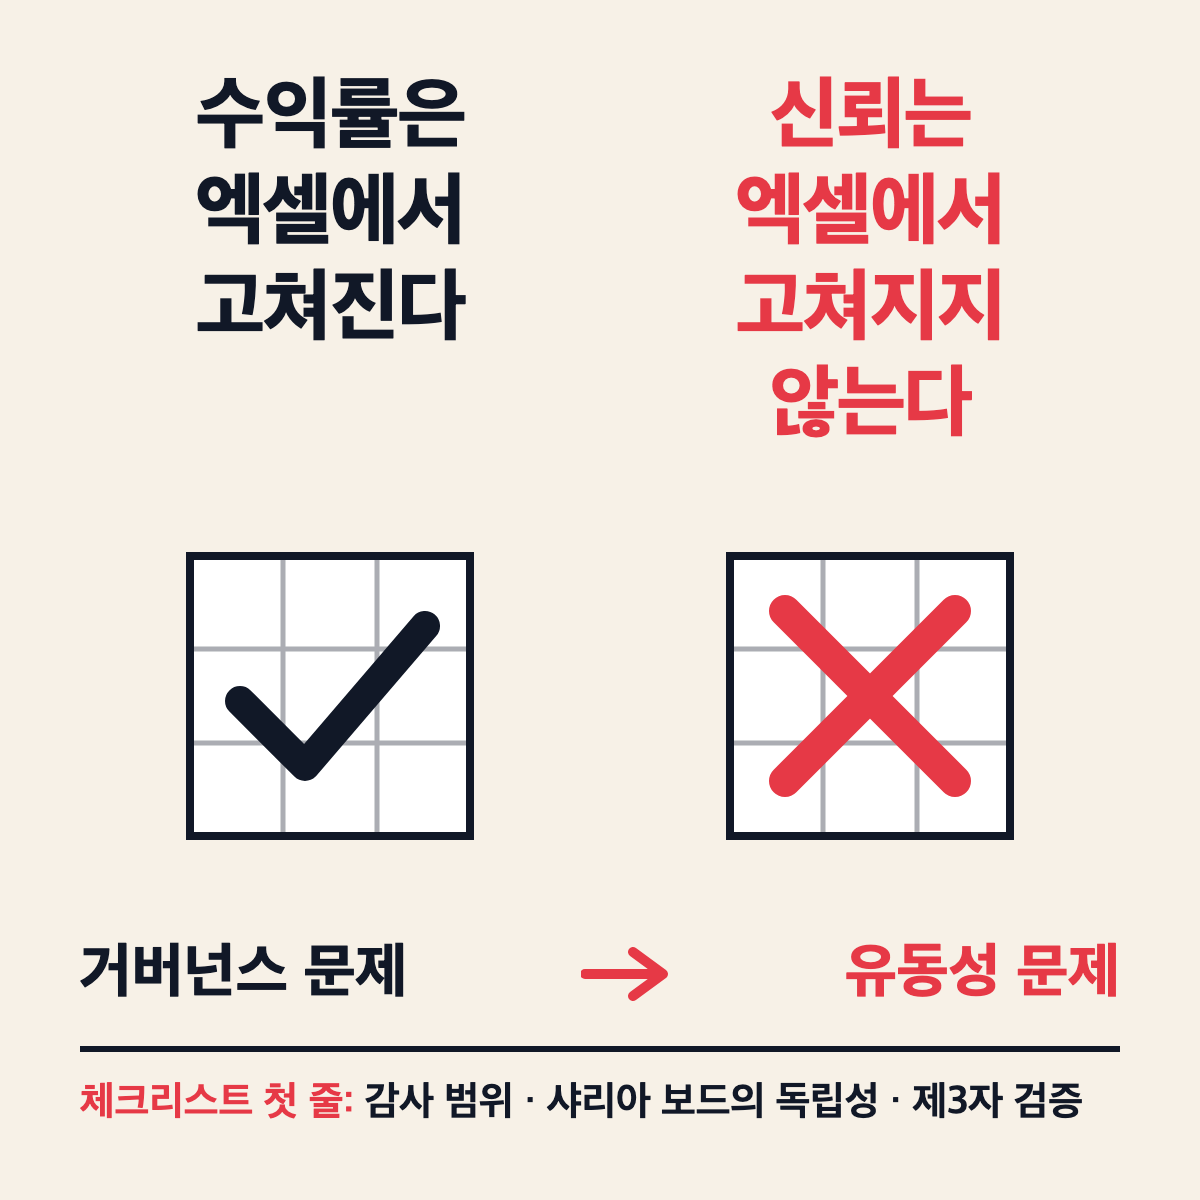 수익률은
엑셀에서
고쳐진다
신뢰는
엑셀에서
고쳐지지
않는다
거버넌스 문제
유동성 문제
체크리스트 첫 줄: 감사 범위 · 샤리아 보드의 독립성 · 제3자 검증